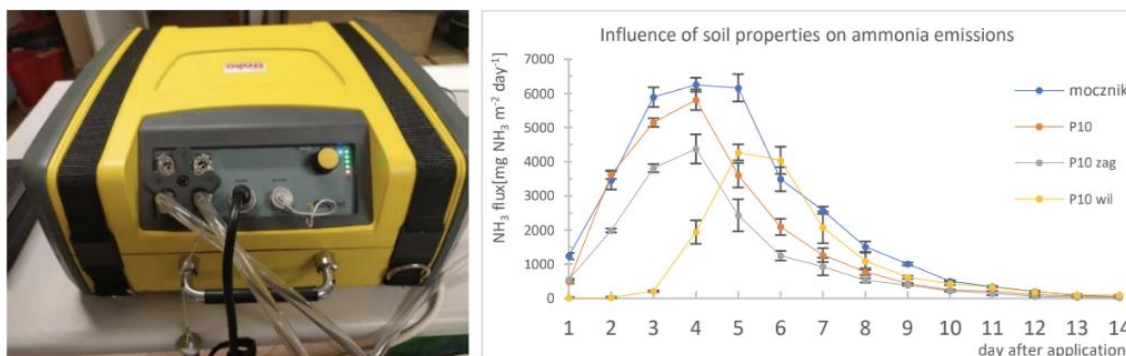 Influence of soil properties on ammonia emissions
NH₃ flux[mg NH₃ m⁻² day⁻¹]
7000
6000
5000
4000
3000
2000
1000
0
1 2 3 4 5 6 7 8 9 10 11 12 13 14
day after application
mocznik
P10
P10 zag
P10 wil